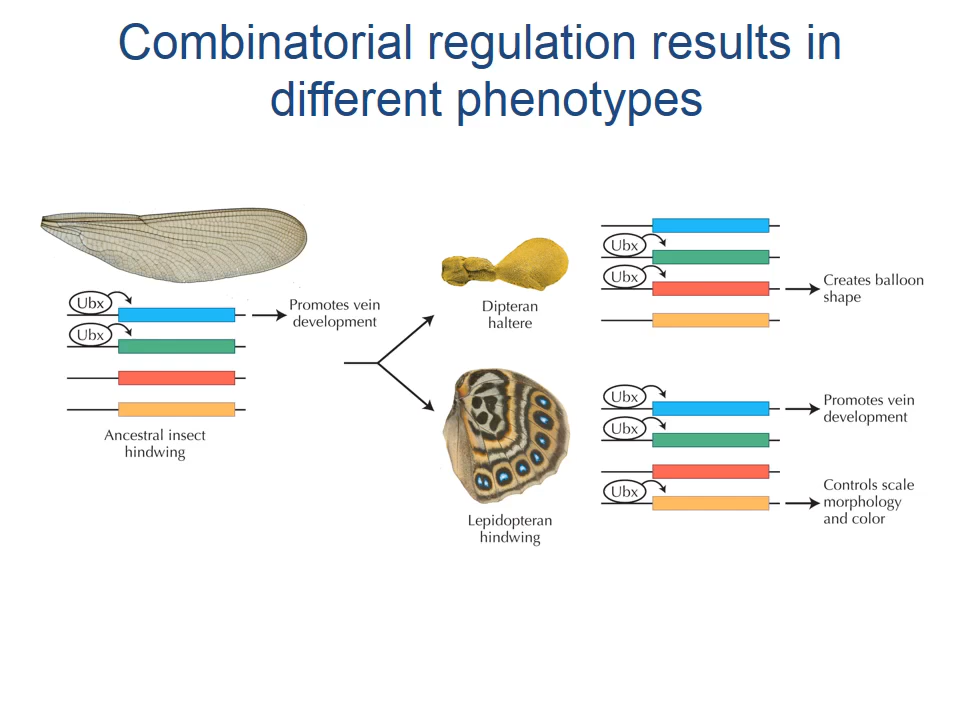 Combinatorial regulation results in
different phenotypes
Ubx
Ubx
Promotes vein
development
Ancestral insect
hindwing
Dipteran
haltere
Ubx
Ubx
Creates balloon
shape
Lepidopteran
hindwing
Ubx
Ubx
Ubx
Promotes vein
development
Controls scale
morphology
and color